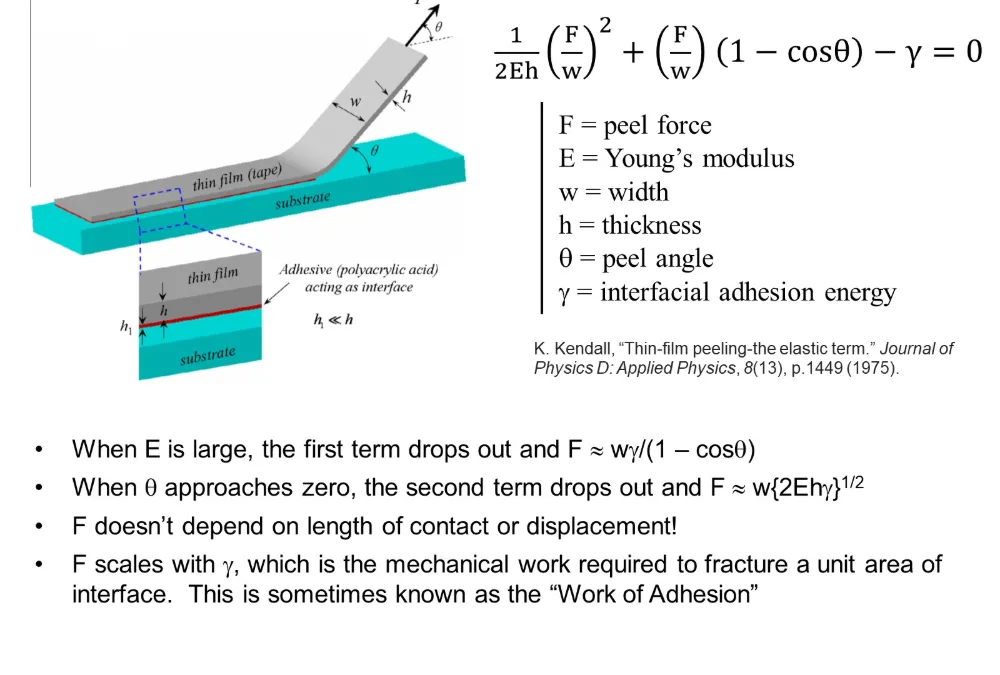 θ
w
h
θ
thin film (tape)
substrate
thin film
h
h₁
substrate
Adhesive (polyacrylic acid)
acting as interface
h₁ ≪ h
1/2Eh (F/w)² + (F/w) (1 − cosθ) − γ = 0
F = peel force
E = Young’s modulus
w = width
h = thickness
θ = peel angle
γ = interfacial adhesion energy
K. Kendall, “Thin-film peeling-the elastic term.” Journal of
Physics D: Applied Physics, 8(13), p.1449 (1975).
• When E is large, the first term drops out and F ≈ wγ/(1 – cosθ)
• When θ approaches zero, the second term drops out and F ≈ w{2Ehγ}^1/2
• F doesn’t depend on length of contact or displacement!
• F scales with γ, which is the mechanical work required to fracture a unit area of
interface. This is sometimes known as the “Work of Adhesion”